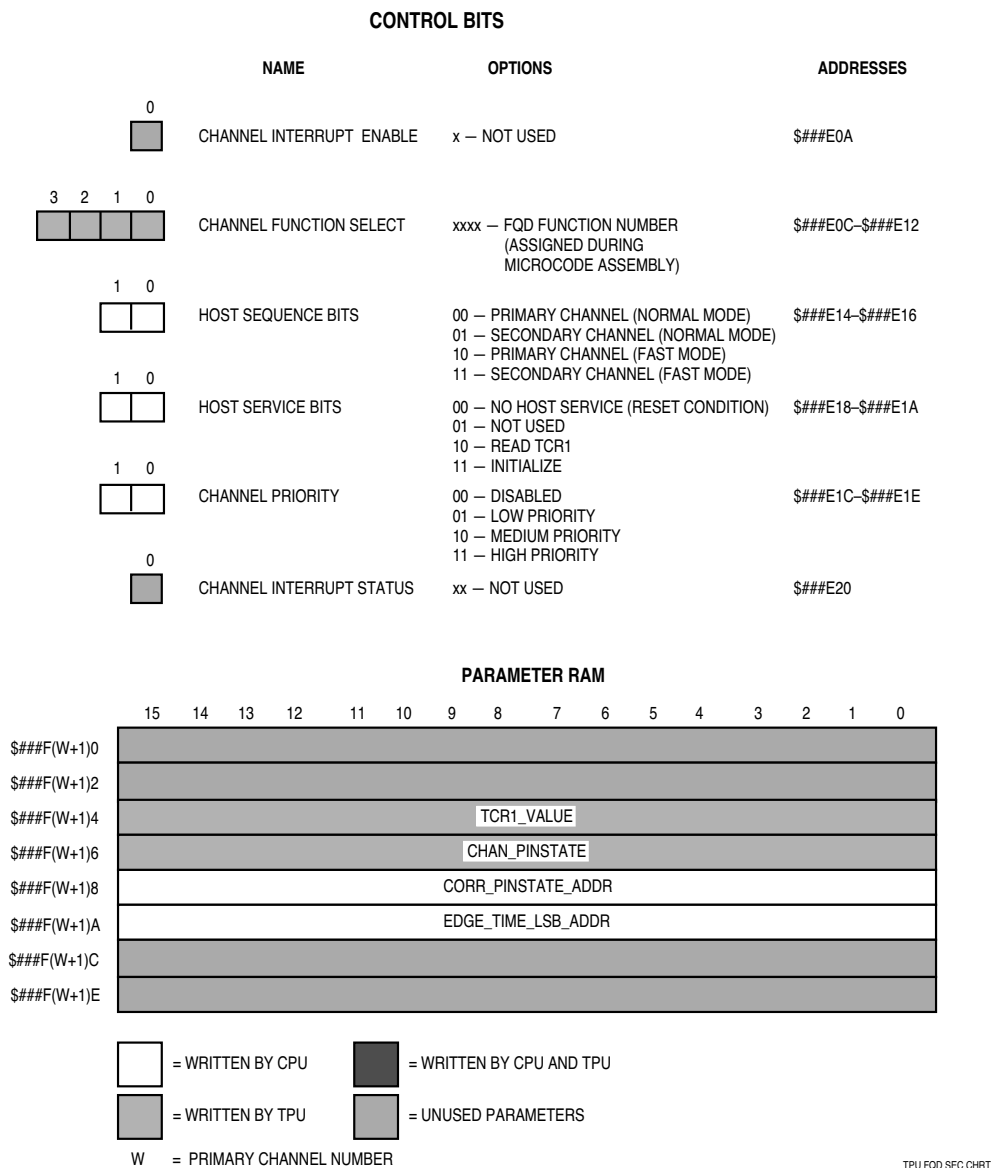 CONTROL BITS
NAME OPTIONS ADDRESSES
0
CHANNEL INTERRUPT ENABLE x — NOT USED $###E0A
3 2 1 0
CHANNEL FUNCTION SELECT xxxx — FQD FUNCTION NUMBER $###E0C–$###E12
(ASSIGNED DURING
MICROCODE ASSEMBLY)
1 0
HOST SEQUENCE BITS 00 — PRIMARY CHANNEL (NORMAL MODE) $###E14–$###E16
01 — SECONDARY CHANNEL (NORMAL MODE)
10 — PRIMARY CHANNEL (FAST MODE)
11 — SECONDARY CHANNEL (FAST MODE)
1 0
HOST SERVICE BITS 00 — NO HOST SERVICE (RESET CONDITION) $###E18–$###E1A
01 — NOT USED
10 — READ TCR1
11 — INITIALIZE
1 0
CHANNEL PRIORITY 00 — DISABLED $###E1C–$###E1E
01 — LOW PRIORITY
10 — MEDIUM PRIORITY
11 — HIGH PRIORITY
0
CHANNEL INTERRUPT STATUS xx — NOT USED $###E20
PARAMETER RAM
15 14 13 12 11 10 9 8 7 6 5 4 3 2 1 0
$###F(W+1)0
$###F(W+1)2
$###F(W+1)4 TCR1_VALUE
$###F(W+1)6 CHAN_PINSTATE
$###F(W+1)8 CORR_PINSTATE_ADDR
$###F(W+1)A EDGE_TIME_LSB_ADDR
$###F(W+1)C
$###F(W+1)E
= WRITTEN BY CPU = WRITTEN BY CPU AND TPU
= WRITTEN BY TPU = UNUSED PARAMETERS
W = PRIMARY CHANNEL NUMBER
TPU FQD SEC CHRT